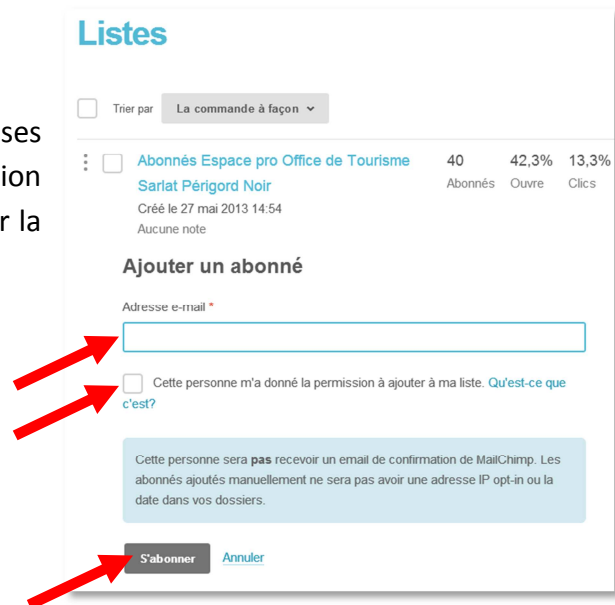 Listes
Trier par La commande à façon
ses
ion
r la
Abonnés Espace pro Office de Tourisme 40 42,3% 13,3%
Sarlat Périgord Noir Abonnés Ouvre Clics
Créé le 27 mai 2013 14:54
Aucune note
Ajouter un abonné
Adresse e-mail *
Cette personne m'a donné la permission à ajouter à ma liste. Qu'est-ce que
c'est?
Cette personne sera pas recevoir un email de confirmation de MailChimp. Les
abonnés ajoutés manuellement ne sera pas avoir une adresse IP opt-in ou la
date dans vos dossiers.
S'abonner Annuler